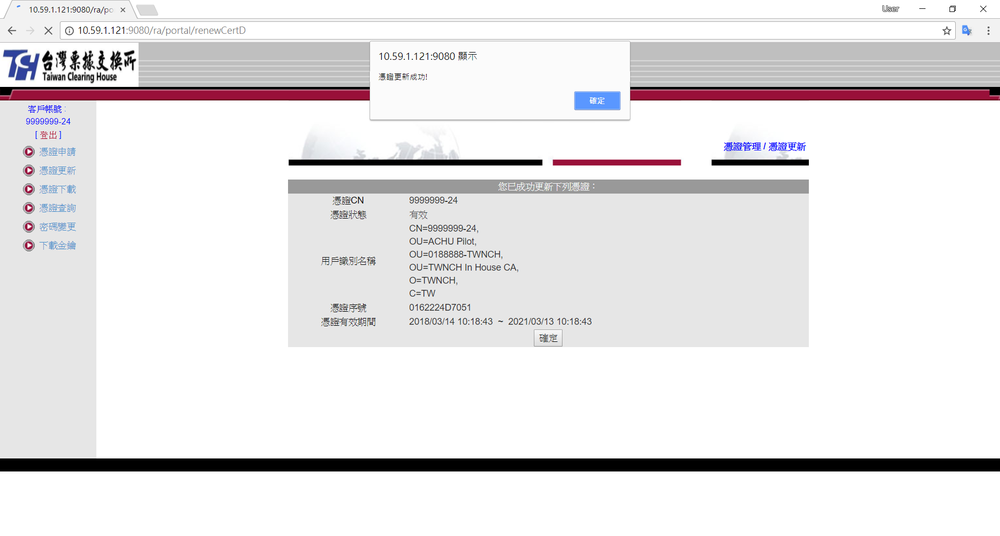 10.59.1.121:9080/ra/po
User
10.59.1.121:9080/ra/portal/renewCertD
TCH 台灣票據交換所
Taiwan Clearing House
10.59.1.121:9080 顯示
憑證更新成功!
確定
客戶帳號 :
9999999-24
[ 登出 ]
憑證申請
憑證更新
憑證下載
憑證查詢
密碼變更
下載金鑰
憑證管理 / 憑證更新
您已成功更新下列憑證：
憑證CN 9999999-24
憑證狀態 有效
用戶識別名稱 CN=9999999-24,
OU=ACHU Pilot,
OU=0188888-TWNCH,
OU=TWNCH In House CA,
O=TWNCH,
C=TW
憑證序號 0162224D7051
憑證有效期間 2018/03/14 10:18:43 ~ 2021/03/13 10:18:43
確定